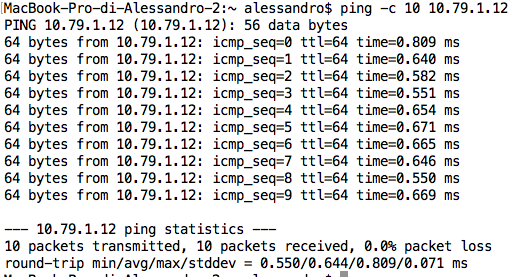 MacBook-Pro-di-Alessandro-2:~ alessandro$ ping -c 10 10.79.1.12
PING 10.79.1.12 (10.79.1.12): 56 data bytes
64 bytes from 10.79.1.12: icmp_seq=0 ttl=64 time=0.809 ms
64 bytes from 10.79.1.12: icmp_seq=1 ttl=64 time=0.640 ms
64 bytes from 10.79.1.12: icmp_seq=2 ttl=64 time=0.582 ms
64 bytes from 10.79.1.12: icmp_seq=3 ttl=64 time=0.551 ms
64 bytes from 10.79.1.12: icmp_seq=4 ttl=64 time=0.654 ms
64 bytes from 10.79.1.12: icmp_seq=5 ttl=64 time=0.671 ms
64 bytes from 10.79.1.12: icmp_seq=6 ttl=64 time=0.665 ms
64 bytes from 10.79.1.12: icmp_seq=7 ttl=64 time=0.646 ms
64 bytes from 10.79.1.12: icmp_seq=8 ttl=64 time=0.550 ms
64 bytes from 10.79.1.12: icmp_seq=9 ttl=64 time=0.669 ms
--- 10.79.1.12 ping statistics ---
10 packets transmitted, 10 packets received, 0.0% packet loss
round-trip min/avg/max/stddev = 0.550/0.644/0.809/0.071 ms